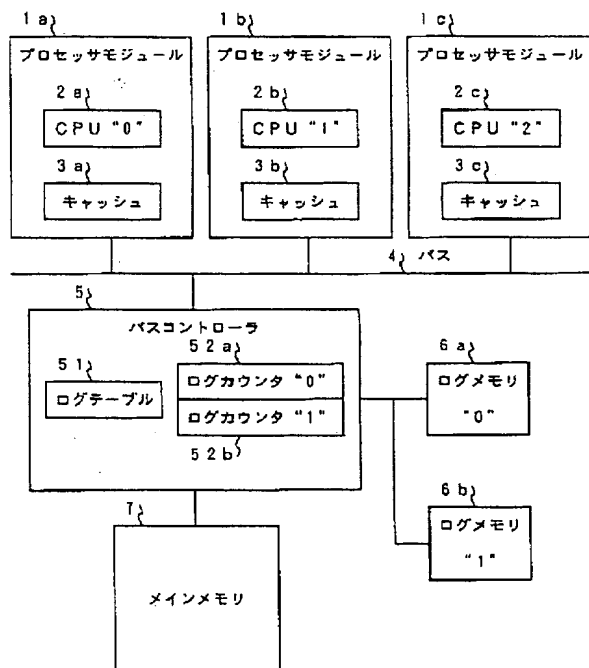 1a
プロセッサモジュール
2a
CPU "0"
3a
キャッシュ
1b
プロセッサモジュール
2b
CPU "1"
3b
キャッシュ
1c
プロセッサモジュール
2c
CPU "2"
3c
キャッシュ
4 バス
5
バスコントローラ
51
ログテーブル
52a
ログカウンタ "0"
ログカウンタ "1"
52b
6a
ログメモリ
"0"
6b
ログメモリ
"1"
7
メインメモリ